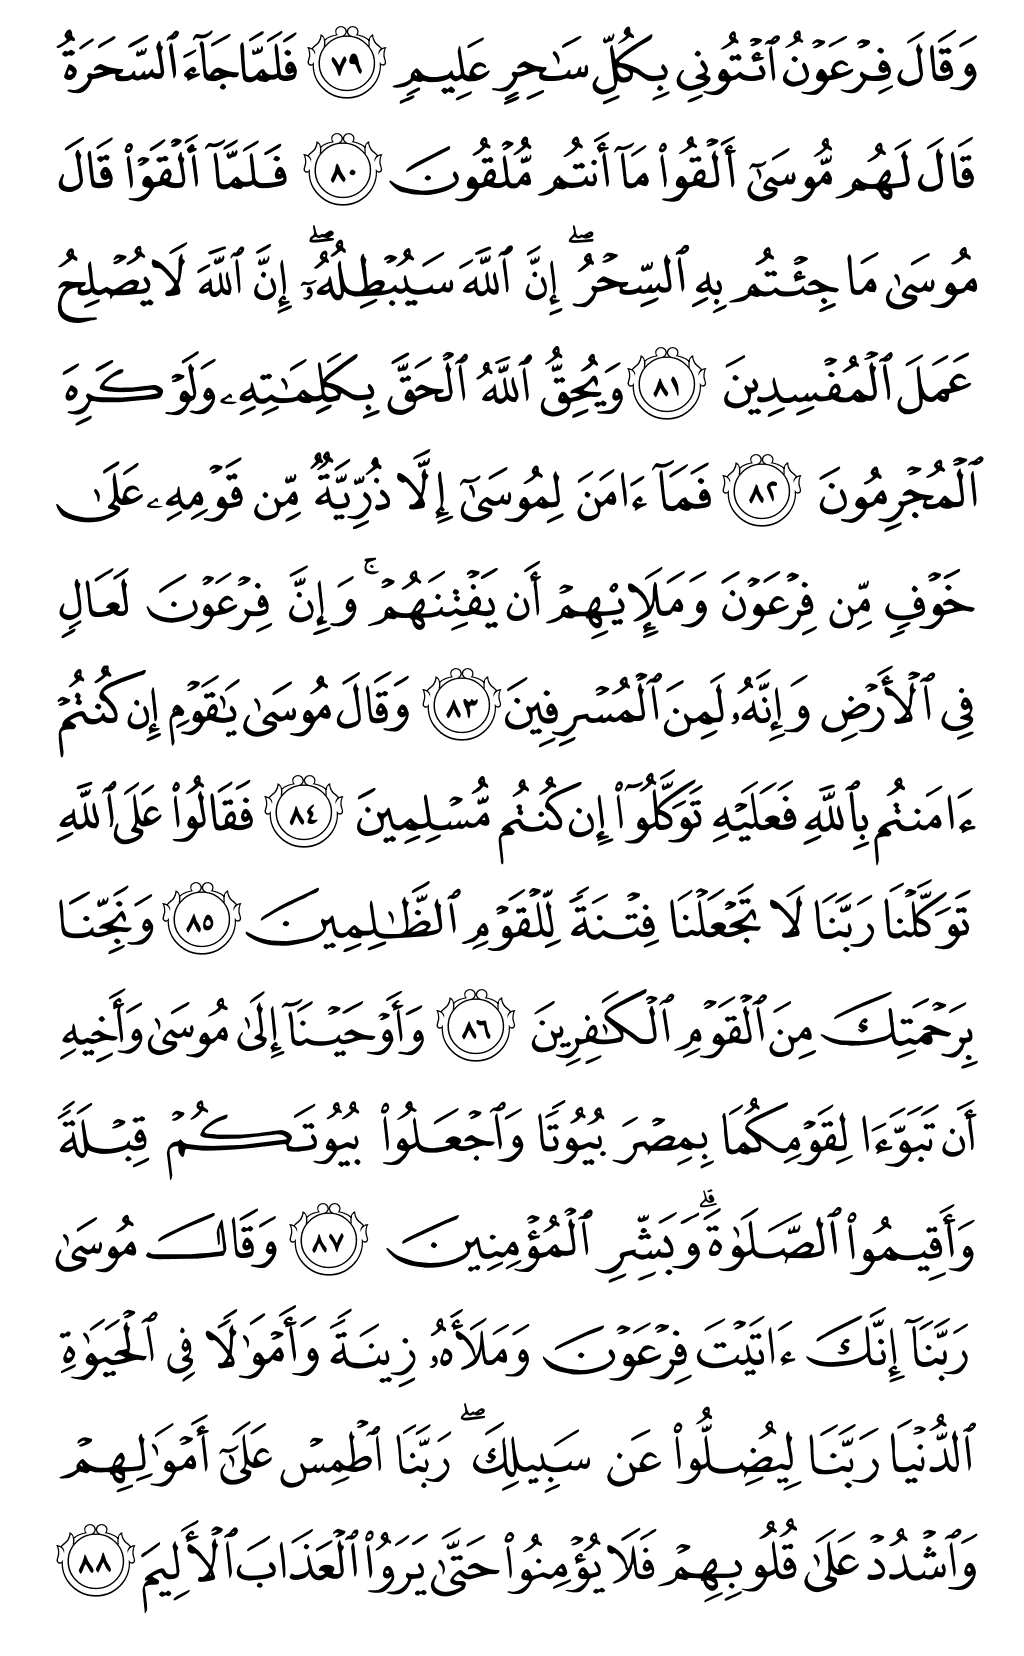 وَقَالَ فِرْعَوْنُ ٱئْتُونِى بِكُلِّ سَـٰحِرٍ عَلِيمٍ ٧٩ فَلَمَّا جَآءَ ٱلسَّحَرَةُ
قَالَ لَهُم مُّوسَىٰٓ أَلْقُوا۟ مَآ أَنتُم مُّلْقُونَ ٨٠ فَلَمَّآ أَلْقَوْا۟ قَالَ
مُوسَىٰ مَا جِئْتُم بِهِ ٱلسِّحْرُ ۖ إِنَّ ٱللَّهَ سَيُبْطِلُهُۥٓ ۖ إِنَّ ٱللَّهَ لَا يُصْلِحُ
عَمَلَ ٱلْمُفْسِدِينَ ٨١ وَيُحِقُّ ٱللَّهُ ٱلْحَقَّ بِكَلِمَـٰتِهِۦ وَلَوْ كَرِهَ
ٱلْمُجْرِمُونَ ٨٢ فَمَآ ءَامَنَ لِمُوسَىٰٓ إِلَّا ذُرِّيَّةٌ مِّن قَوْمِهِۦ عَلَىٰ
خَوْفٍ مِّن فِرْعَوْنَ وَمَلَإِي۟هِمْ أَن يَفْتِنَهُمْ ۚ وَإِنَّ فِرْعَوْنَ لَعَالٍ
فِى ٱلْأَرْضِ وَإِنَّهُۥ لَمِنَ ٱلْمُسْرِفِينَ ٨٣ وَقَالَ مُوسَىٰ يَـٰقَوْمِ إِن كُنتُمْ
ءَامَنتُم بِٱللَّهِ فَعَلَيْهِ تَوَكَّلُوٓا۟ إِن كُنتُم مُّسْلِمِينَ ٨٤ فَقَالُوا۟ عَلَى ٱللَّهِ
تَوَكَّلْنَا رَبَّنَا لَا تَجْعَلْنَا فِتْنَةً لِّلْقَوْمِ ٱلظَّـٰلِمِينَ ٨٥ وَنَجِّنَا
بِرَحْمَتِكَ مِنَ ٱلْقَوْمِ ٱلْكَـٰفِرِينَ ٨٦ وَأَوْحَيْنَآ إِلَىٰ مُوسَىٰ وَأَخِيهِ
أَن تَبَوَّءَا لِقَوْمِكُمَا بِمِصْرَ بُيُوتًا وَٱجْعَلُوا۟ بُيُوتَكُمْ قِبْلَةً
وَأَقِيمُوا۟ ٱلصَّلَوٰةَ ۗ وَبَشِّرِ ٱلْمُؤْمِنِينَ ٨٧ وَقَالَ مُوسَىٰ
رَبَّنَآ إِنَّكَ ءَاتَيْتَ فِرْعَوْنَ وَمَلَأَهُۥ زِينَةً وَأَمْوَٰلًا فِى ٱلْحَيَوٰةِ
ٱلدُّنْيَا رَبَّنَا لِيُضِلُّوا۟ عَن سَبِيلِكَ ۖ رَبَّنَا ٱطْمِسْ عَلَىٰٓ أَمْوَٰلِهِمْ
وَٱشْدُدْ عَلَىٰ قُلُوبِهِمْ فَلَا يُؤْمِنُوا۟ حَتَّىٰ يَرَوُا۟ ٱلْعَذَابَ ٱلْأَلِيمَ ٨٨